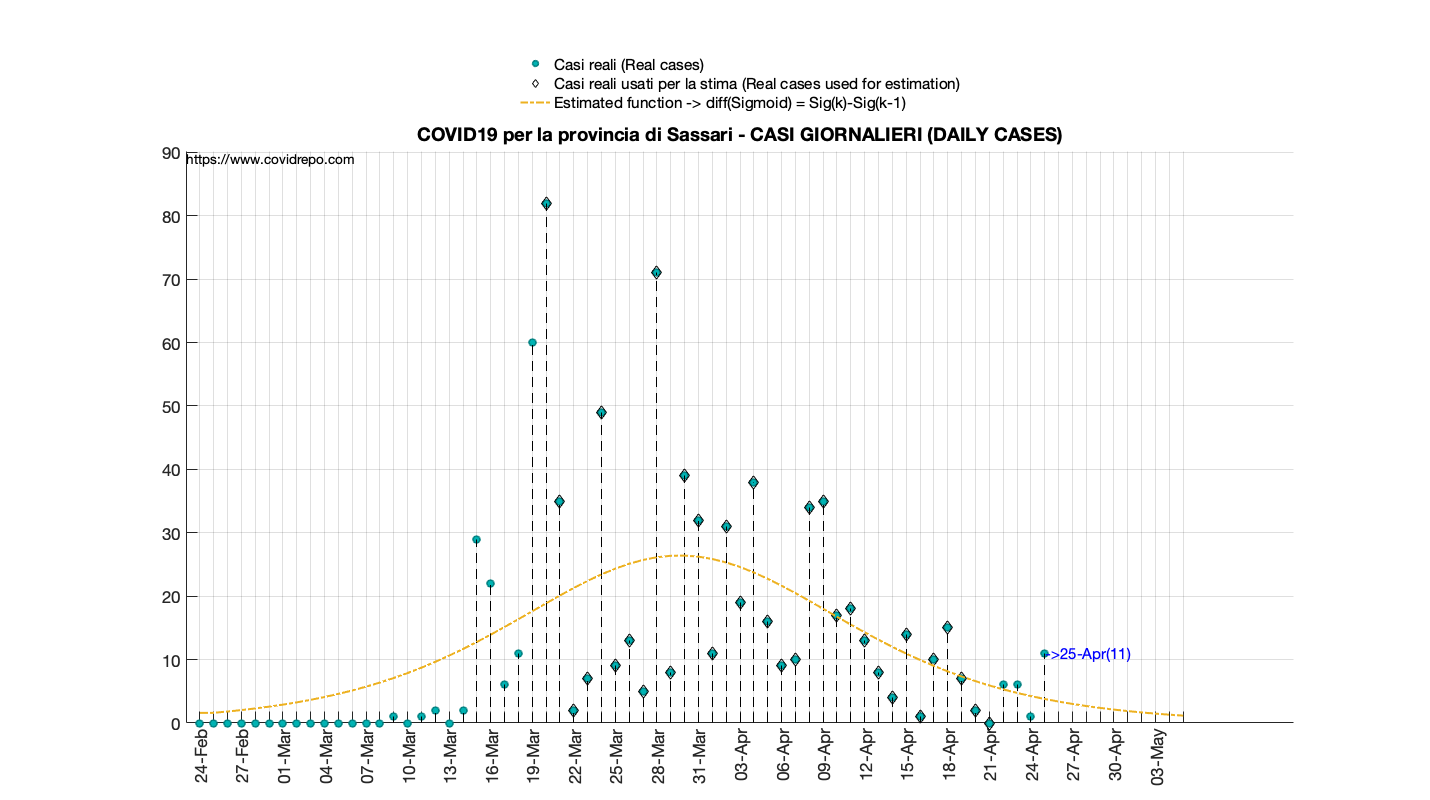 Casi reali (Real cases)
Casi reali usati per la stima (Real cases used for estimation)
Estimated function -> diff(Sigmoid) = Sig(k)-Sig(k-1)
COVID19 per la provincia di Sassari - CASI GIORNALIERI (DAILY CASES)
https://www.covidrepo.com
90
80
70
60
50
40
30
20
10
0
->25-Apr(11)
24-Feb
27-Feb
01-Mar
04-Mar
07-Mar
10-Mar
13-Mar
16-Mar
19-Mar
22-Mar
25-Mar
28-Mar
31-Mar
03-Apr
06-Apr
09-Apr
12-Apr
15-Apr
18-Apr
21-Apr
24-Apr
27-Apr
30-Apr
03-May